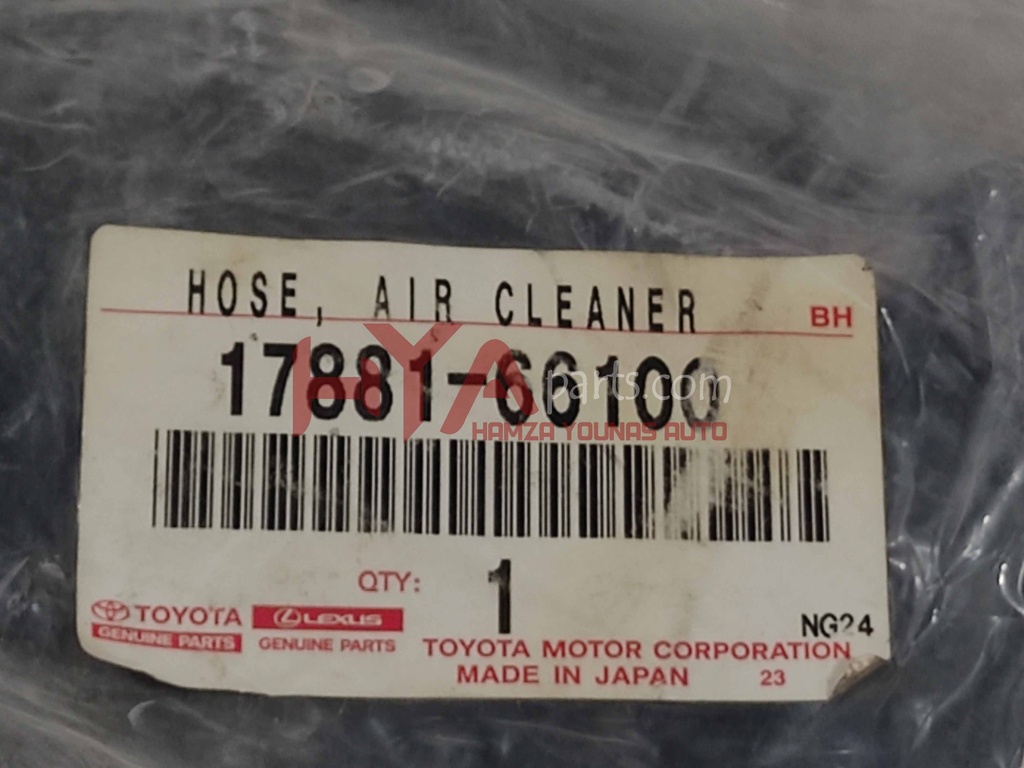 HOSE, AIR CLEANER
BH
17881-66100
HYA parts.com
HAMZA YOUNAS AUTO
QTY: 1
NG24
TOYOTA LEXUS
GENUINE PARTS GENUINE PARTS
TOYOTA MOTOR CORPORATION
MADE IN JAPAN 23